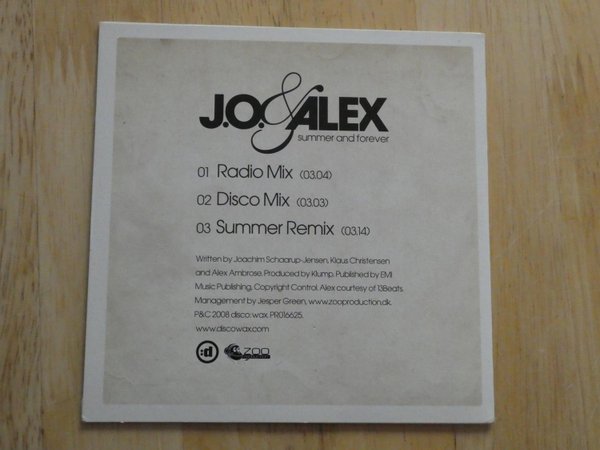 J.O.&ALEX
summer and forever
01 Radio Mix (03.04)
02 Disco Mix (03.03)
03 Summer Remix (03.14)
Written by Joachim Schaarup-Jensen, Klaus Christensen
and Alex Ambrose. Produced by Klump. Published by EMI
Music Publishing, Copyright Control. Alex courtesy of 13Beats.
Management by Jesper Green, www.zooproduction.dk.
P&C 2008 disco:wax. PR016625.
www.discowax.com
:d ZOO